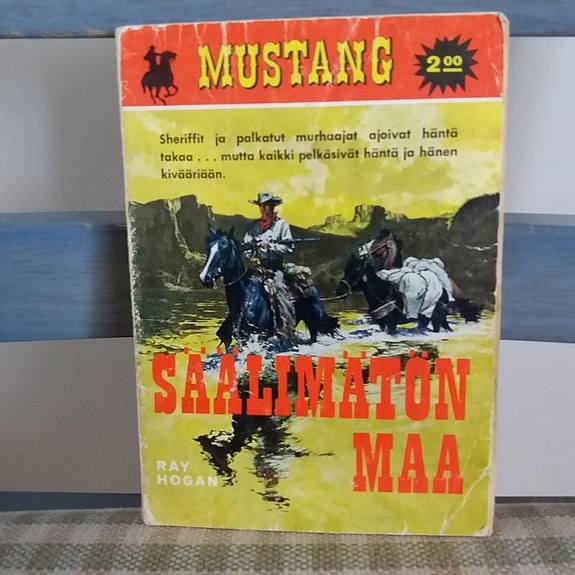 MUSTANG
2.00
Sheriffit ja palkatut murhaajat ajoivat häntä
takaa . . . mutta kaikki pelkäsivät häntä ja hänen
kivääriään.
SÄÄLIMÄTÖN
MAA
RAY
HOGAN